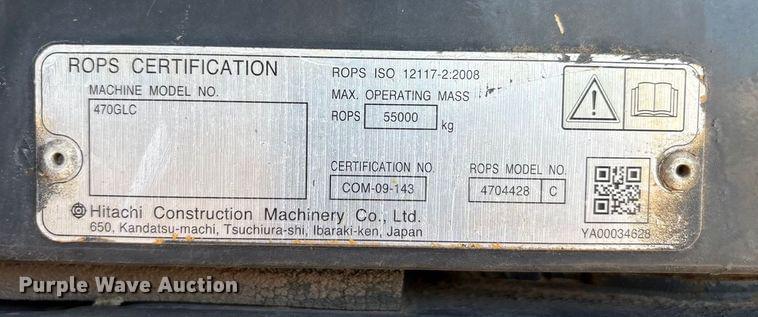 ROPS CERTIFICATION
MACHINE MODEL NO.
470GLC
ROPS ISO 12117-2:2008
MAX. OPERATING MASS
ROPS 55000 kg
CERTIFICATION NO.
COM-09-143
ROPS MODEL NO.
4704428 C
Hitachi Construction Machinery Co., Ltd.
650, Kandatsu-machi, Tsuchiura-shi, Ibaraki-ken, Japan
YA00034628
Purple Wave Auction